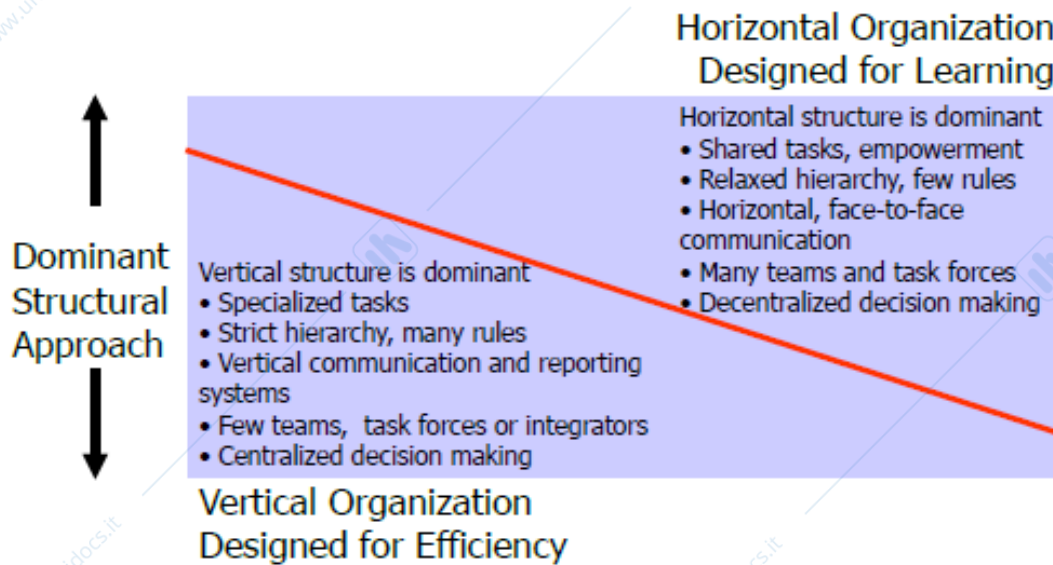 Horizontal Organization
Designed for Learning
Horizontal structure is dominant
• Shared tasks, empowerment
• Relaxed hierarchy, few rules
• Horizontal, face-to-face
communication
• Many teams and task forces
• Decentralized decision making
Dominant
Structural
Approach
Vertical structure is dominant
• Specialized tasks
• Strict hierarchy, many rules
• Vertical communication and reporting
systems
• Few teams, task forces or integrators
• Centralized decision making
Vertical Organization
Designed for Efficiency